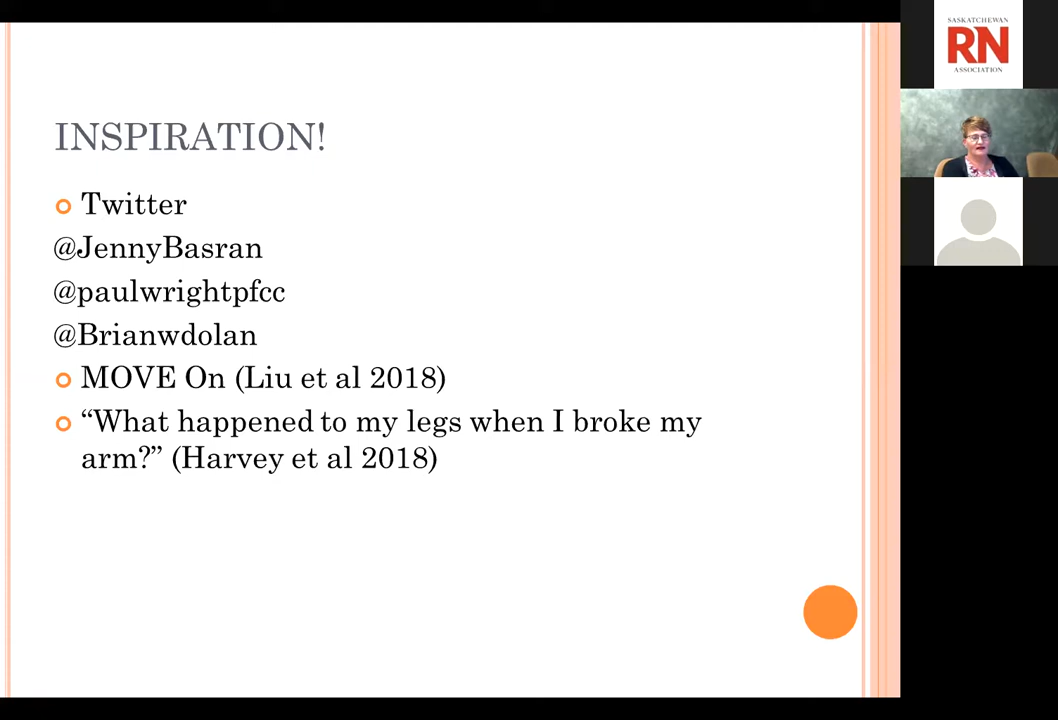 INSPIRATION!
Twitter
@JennyBasran
@paulwrightpfcc
@Brianwdolan
MOVE On (Liu et al 2018)
“What happened to my legs when I broke my
arm?” (Harvey et al 2018)
SASKATCHEWAN
RN
ASSOCIATION